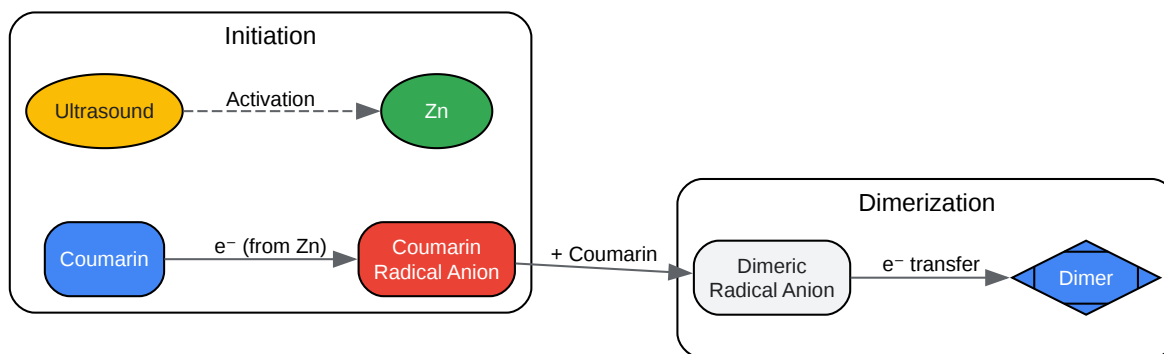 Initiation
Ultrasound
Activation
Zn
Coumarin
e⁻ (from Zn)
Coumarin
Radical Anion
+ Coumarin
Dimerization
Dimeric
Radical Anion
e⁻ transfer
Dimer